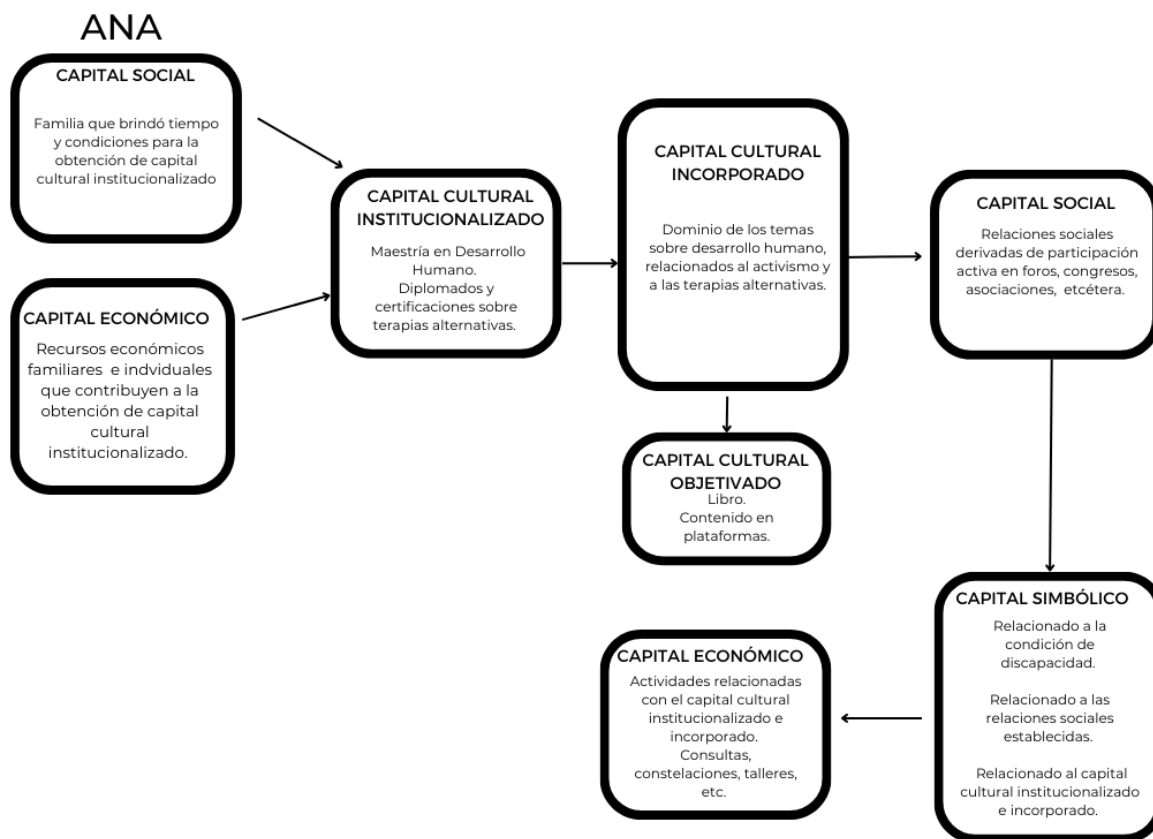 ANA
CAPITAL SOCIAL
Familia que brindó tiempo
y condiciones para la
obtención de capital
cultural institucionalizado
CAPITAL ECONÓMICO
Recursos económicos
familiares e indviduales
que contribuyen a la
obtención de capital
cultural
institucionalizado.
CAPITAL CULTURAL
INSTITUCIONALIZADO
Maestría en Desarrollo
Humano.
Diplomados y
certificaciones sobre
terapias alternativas.
CAPITAL CULTURAL
INCORPORADO
Dominio de los temas
sobre desarrollo humano,
relacionados al activismo y
a las terapias alternativas.
CAPITAL CULTURAL
OBJETIVADO
Libro.
Contenido en
plataformas.
CAPITAL SOCIAL
Relaciones sociales
derivadas de participación
activa en foros, congresos,
asociaciones, etcétera.
CAPITAL SIMBÓLICO
Relacionado a la
condición de
discapacidad.
Relacionado a las
relaciones sociales
establecidas.
Relacionado al capital
cultural institucionalizado
e incorporado.
CAPITAL ECONÓMICO
Actividades relacionadas
con el capital cultural
institucionalizado e
incorporado.
Consultas,
constelaciones, talleres,
etc.